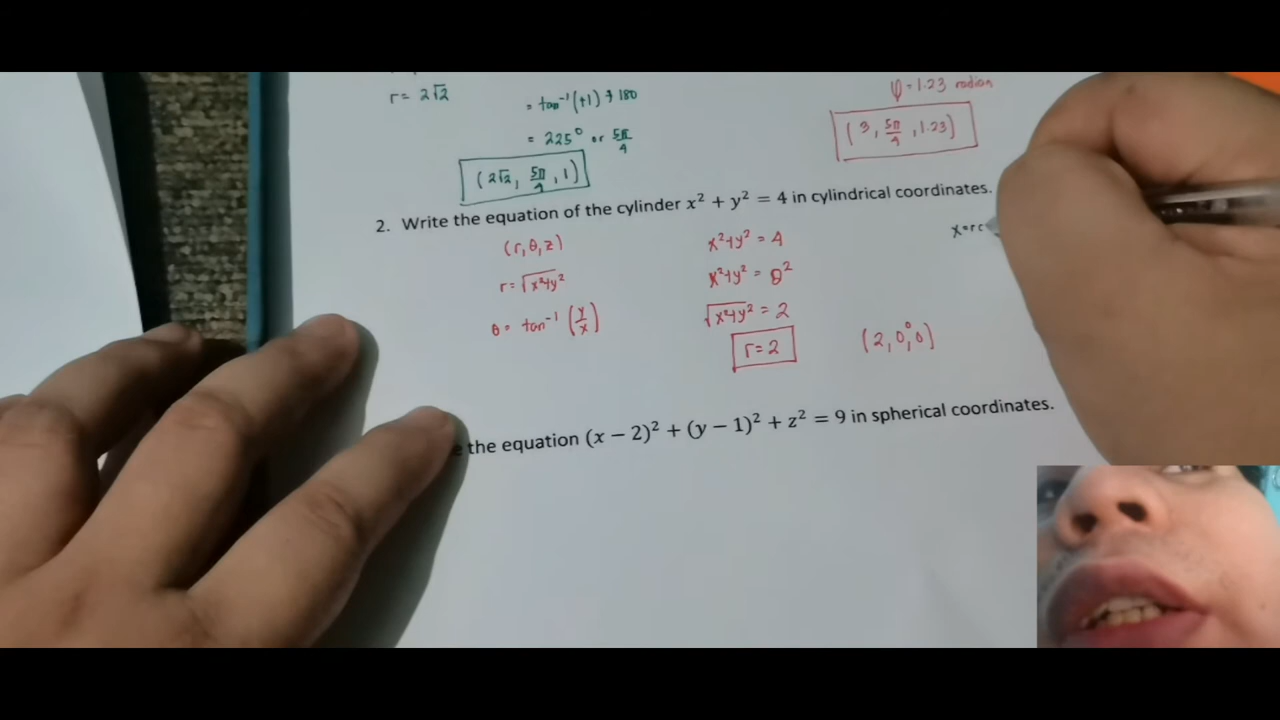 r = 2√2
= tan⁻¹(+1) + 180
= 225° or 5π/4
(2√2, 5π/4, 1)
φ = 1.23 radian
(3, 5π/4, 1.23)
2. Write the equation of the cylinder x² + y² = 4 in cylindrical coordinates.
(r, θ, z)
r = √x²+y²
θ = tan⁻¹ (y/x)
x²+y² = 4
x²+y² = 2²
√x²+y² = 2
r = 2
(2, 0°, 0)
x=rc
the equation (x − 2)² + (y − 1)² + z² = 9 in spherical coordinates.